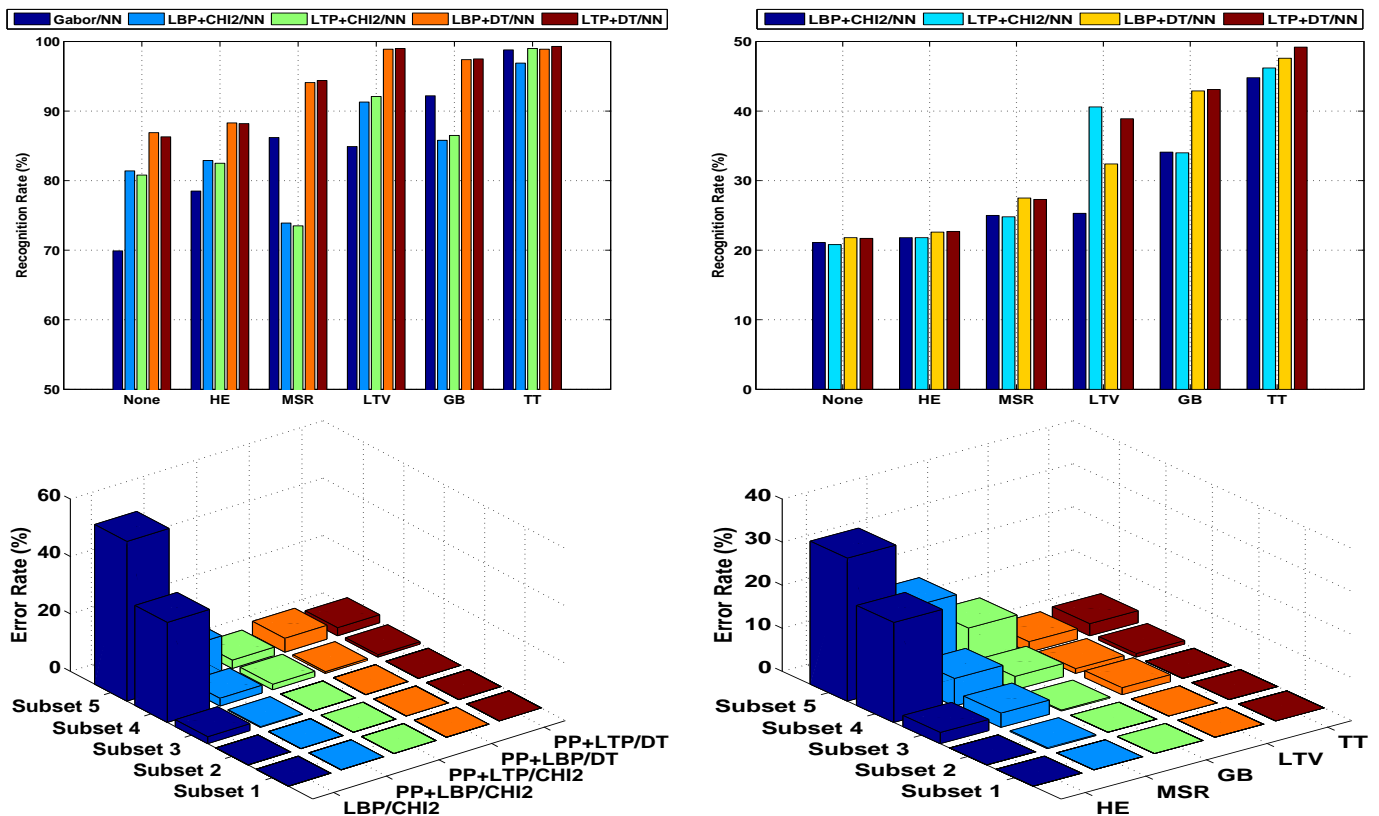 Gabor/NN LBP+CHI2/NN LTP+CHI2/NN LBP+DT/NN LTP+DT/NN
100
90
80
70
60
50
Recognition Rate (%)
None HE MSR LTV GB TT
LBP+CHI2/NN LTP+CHI2/NN LBP+DT/NN LTP+DT/NN
50
40
30
20
10
0
Recognition Rate (%)
None HE MSR LTV GB TT
60
40
20
0
Error Rate (%)
Subset 5
Subset 4
Subset 3
Subset 2
Subset 1
PP+LTP/DT
PP+LBP/DT
PP+LTP/CHI2
PP+LBP/CHI2
LBP/CHI2
40
30
20
10
0
Error Rate (%)
Subset 5
Subset 4
Subset 3
Subset 2
Subset 1
TT
LTV
GB
MSR
HE